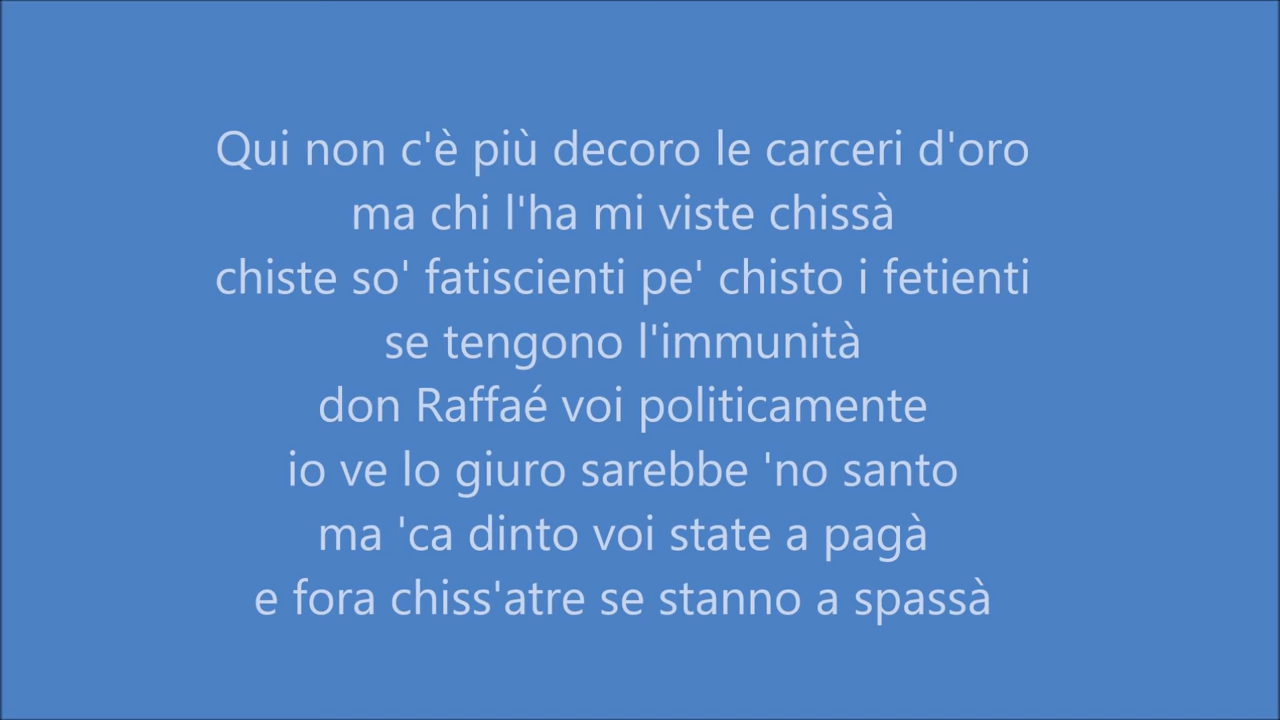 Qui non c'è più decoro le carceri d'oro
ma chi l'ha mi viste chissà
chiste so' fatiscienti pe' chisto i fetienti
se tengono l'immunità
don Raffaé voi politicamente
io ve lo giuro sarebbe 'no santo
ma 'ca dinto voi state a pagà
e fora chiss'atre se stanno a spassà